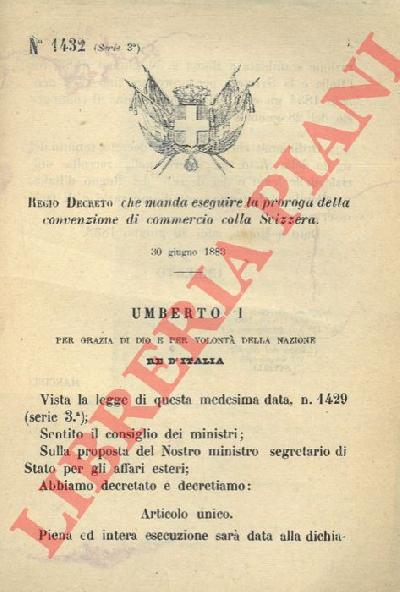 N° 1432 (Serie 3ª)
REGIO DECRETO che manda eseguire la proroga della
convenzione di commercio colla Svizzera.
30 giugno 1883
UMBERTO I
PER GRAZIA DI DIO E PER VOLONTÀ DELLA NAZIONE
RE D'ITALIA
Vista la legge di questa medesima data, n. 1429
(serie 3.ª);
Sentito il consiglio dei ministri;
Sulla proposta del Nostro ministro segretario di
Stato per gli affari esteri;
Abbiamo decretato e decretiamo:
Articolo unico.
Piena ed intera esecuzione sarà data alla dichia-
LIBRERIA PIANI
LIBRERIA PIANI